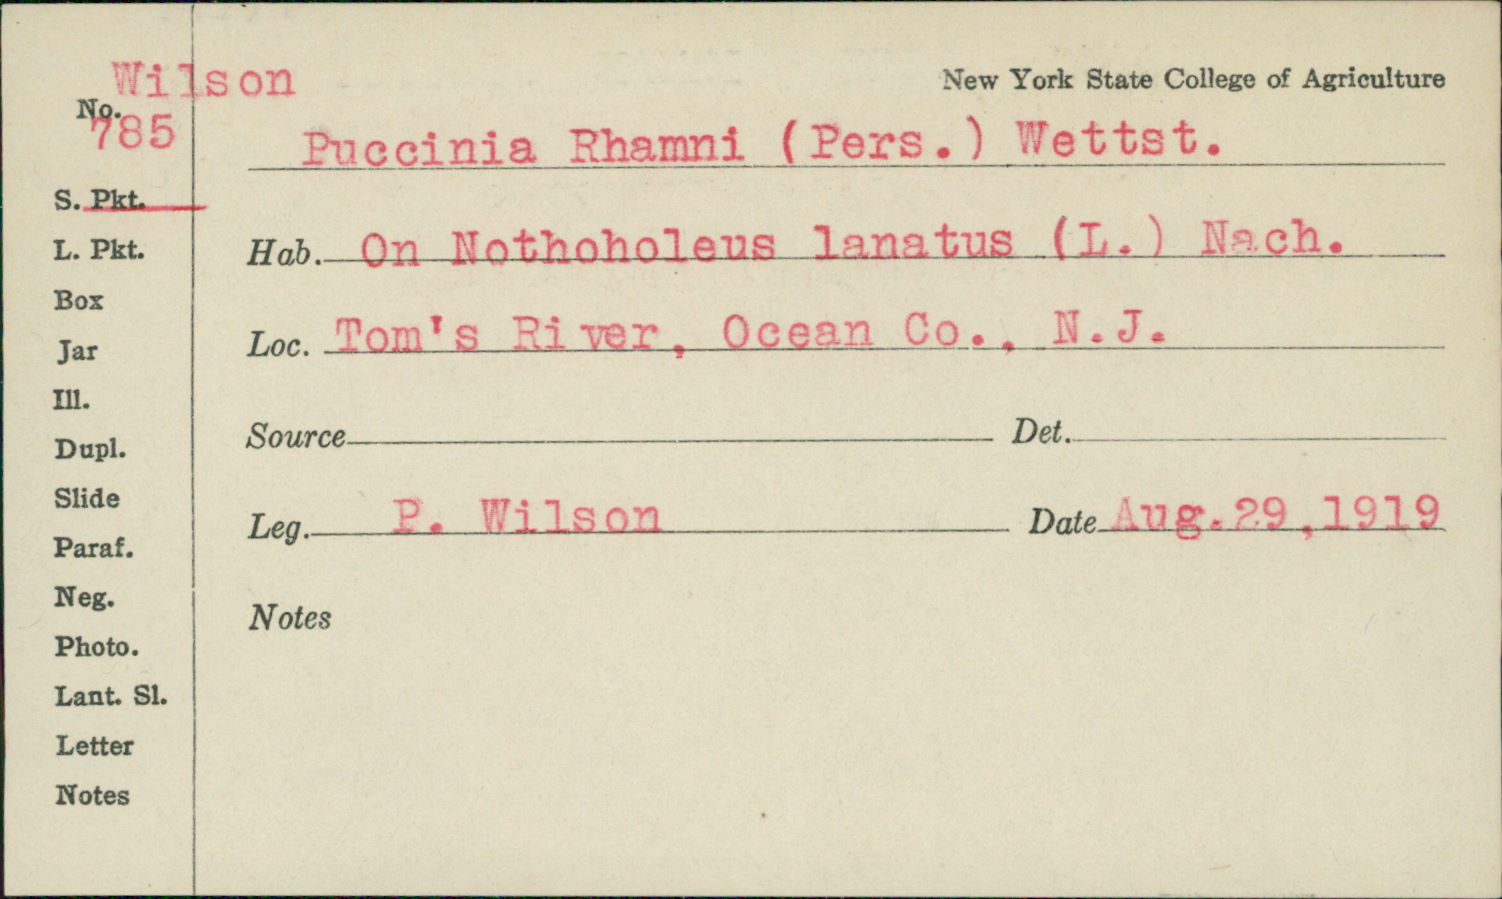 Wilson
New York State College of Agriculture
No.
785
Puccinia Rhamni (Pers.) Wettst.
S. Pkt.
L. Pkt.
Hab. On Nothoholeus lanatus (L.) Nach.
Box
Jar
Loc. Tom's River, Ocean Co., N.J.
Ill.
Dupl.
Source Det.
Slide
Leg. P. Wilson Date Aug.29,1919
Paraf.
Neg.
Notes
Photo.
Lant. Sl.
Letter
Notes